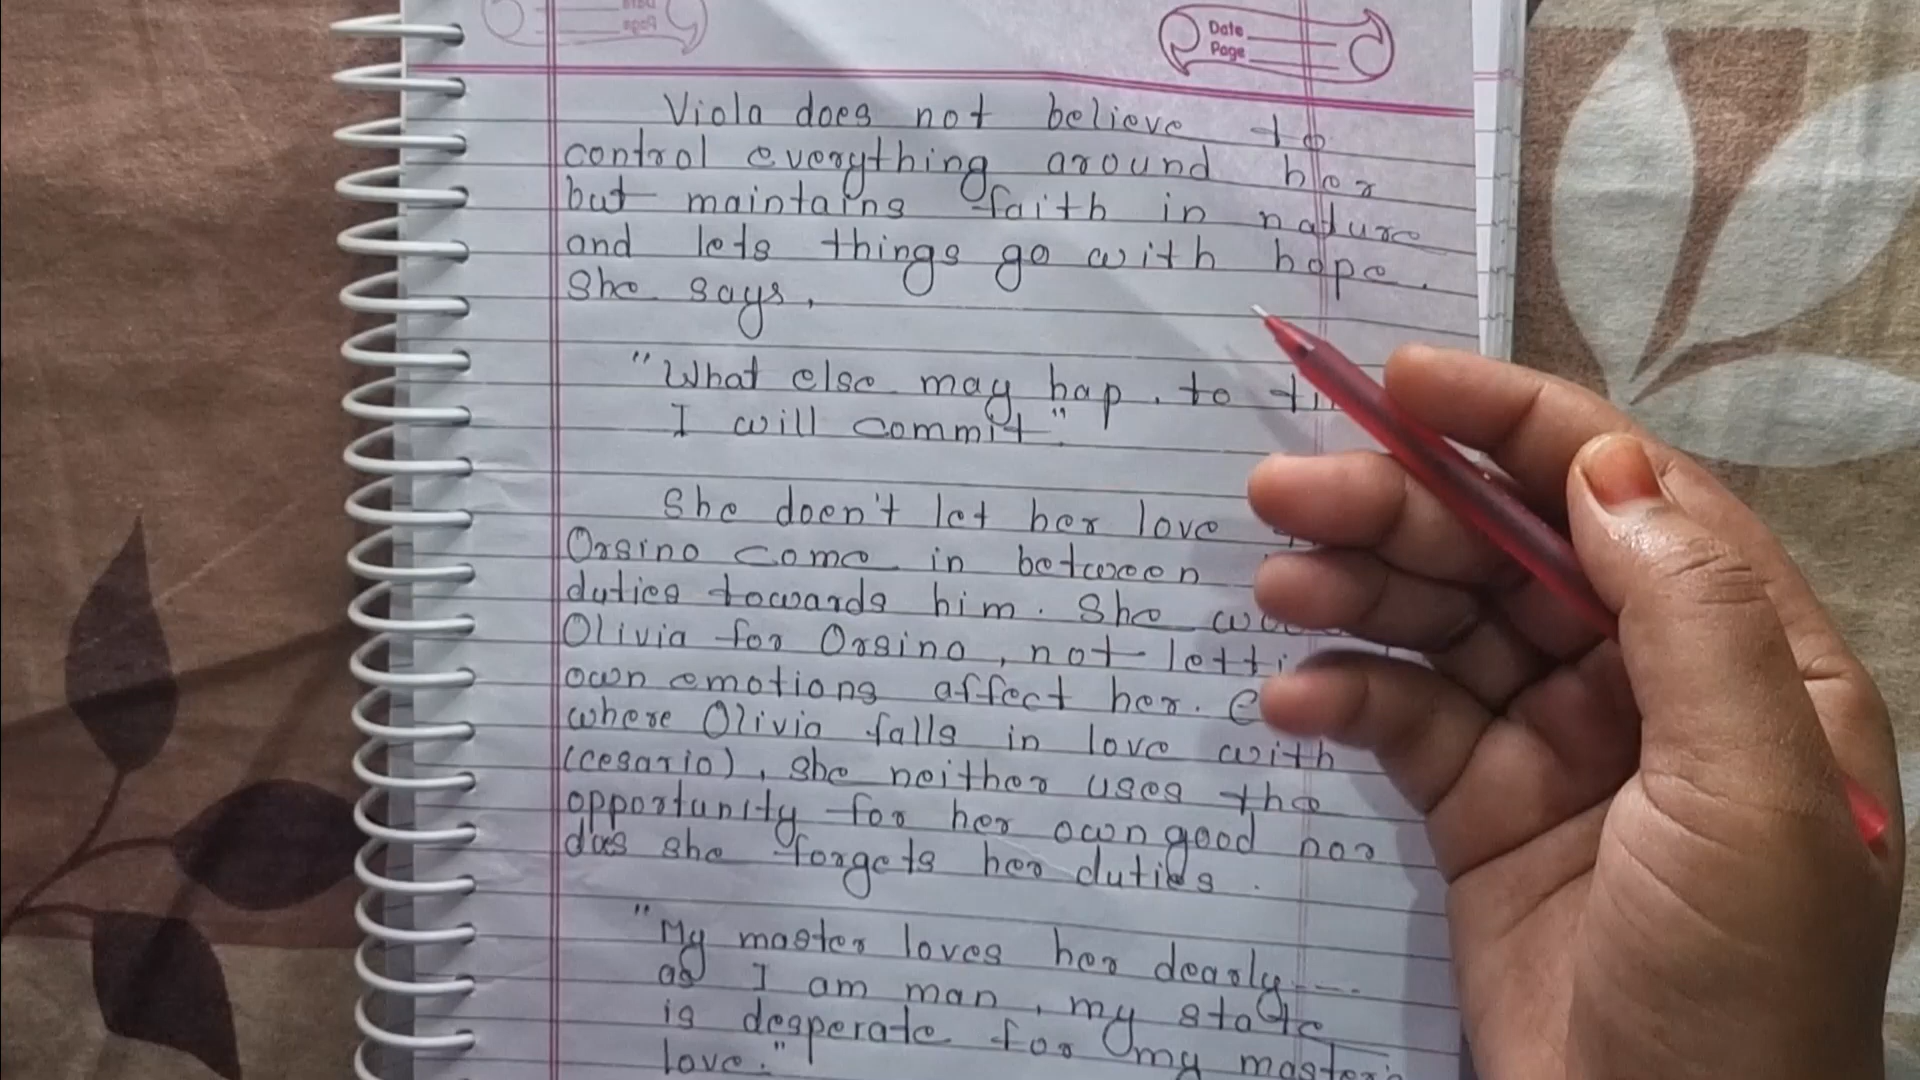 Date
Page
Viola does not believe to
control everything around her
but maintains faith in nature
and lets things go with hope.
She says,
"What else may hap, to
I will commit"
She doen't let her love
Orsino come in between
duties towards him. She
Olivia for Orsino, not
own emotions affect her.
where Olivia falls in love with
(cesario), she neither uses the
opportunity for her own good nor
das she forgets her duties.
"My master loves her dearly----
as I am man, my state
is desperate for my master's
love."